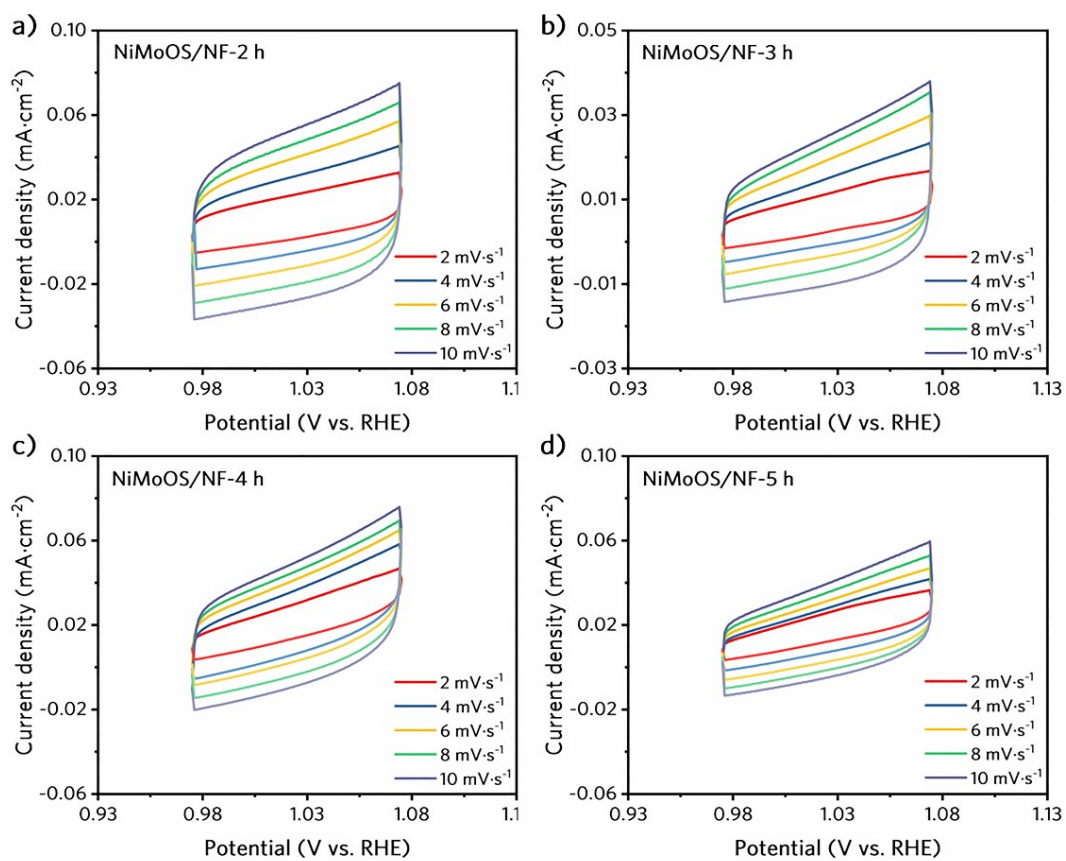 a)
NiMoOS/NF-2 h
Current density (mA·cm⁻²)
0.10
0.06
0.02
-0.02
-0.06
2 mV·s⁻¹
4 mV·s⁻¹
6 mV·s⁻¹
8 mV·s⁻¹
10 mV·s⁻¹
0.93 0.98 1.03 1.08 1.1
Potential (V vs. RHE)
b)
NiMoOS/NF-3 h
Current density (mA·cm⁻²)
0.05
0.03
0.01
-0.01
-0.03
2 mV·s⁻¹
4 mV·s⁻¹
6 mV·s⁻¹
8 mV·s⁻¹
10 mV·s⁻¹
0.93 0.98 1.03 1.08 1.13
Potential (V vs. RHE)
c)
NiMoOS/NF-4 h
Current density (mA·cm⁻²)
0.10
0.06
0.02
-0.02
-0.06
2 mV·s⁻¹
4 mV·s⁻¹
6 mV·s⁻¹
8 mV·s⁻¹
10 mV·s⁻¹
0.93 0.98 1.03 1.08 1.1
Potential (V vs. RHE)
d)
NiMoOS/NF-5 h
Current density (mA·cm⁻²)
0.10
0.06
0.02
-0.02
-0.06
2 mV·s⁻¹
4 mV·s⁻¹
6 mV·s⁻¹
8 mV·s⁻¹
10 mV·s⁻¹
0.93 0.98 1.03 1.08 1.13
Potential (V vs. RHE)